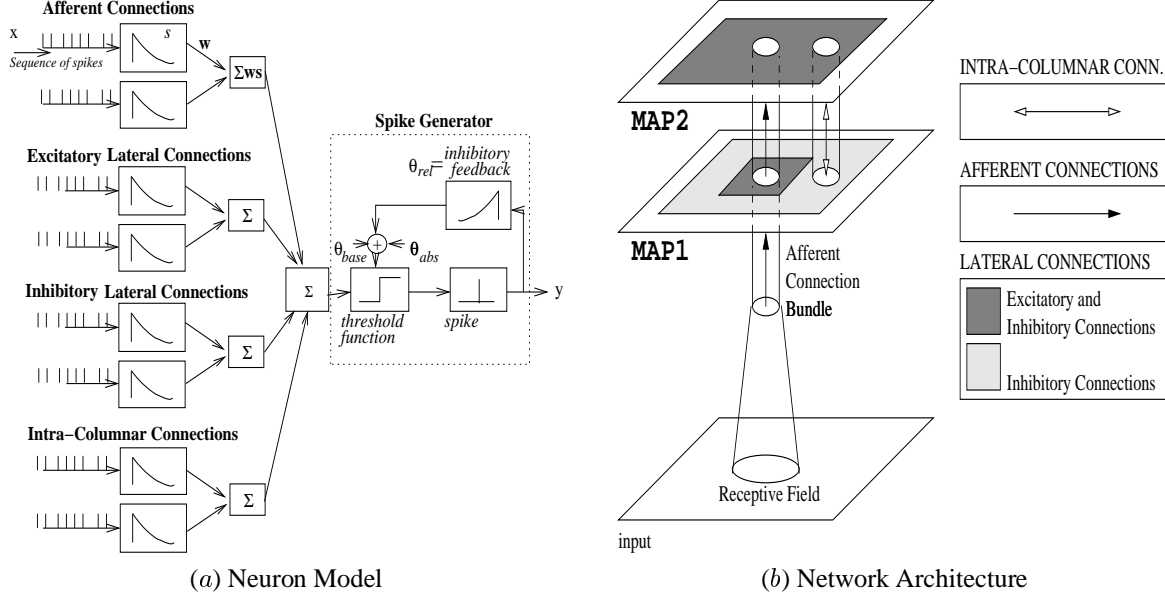 Afferent Connections
x
Sequence of spikes
s
w
Σws
Excitatory Lateral Connections
Σ
Inhibitory Lateral Connections
Σ
Intra−Columnar Connections
Σ
Σ
Spike Generator
θrel= inhibitory
feedback
+
θbase
θabs
threshold
function
spike
y
(a) Neuron Model
MAP2
MAP1
Afferent
Connection
Bundle
Receptive Field
input
INTRA−COLUMNAR CONN.
AFFERENT CONNECTIONS
LATERAL CONNECTIONS
Excitatory and
Inhibitory Connections
Inhibitory Connections
(b) Network Architecture